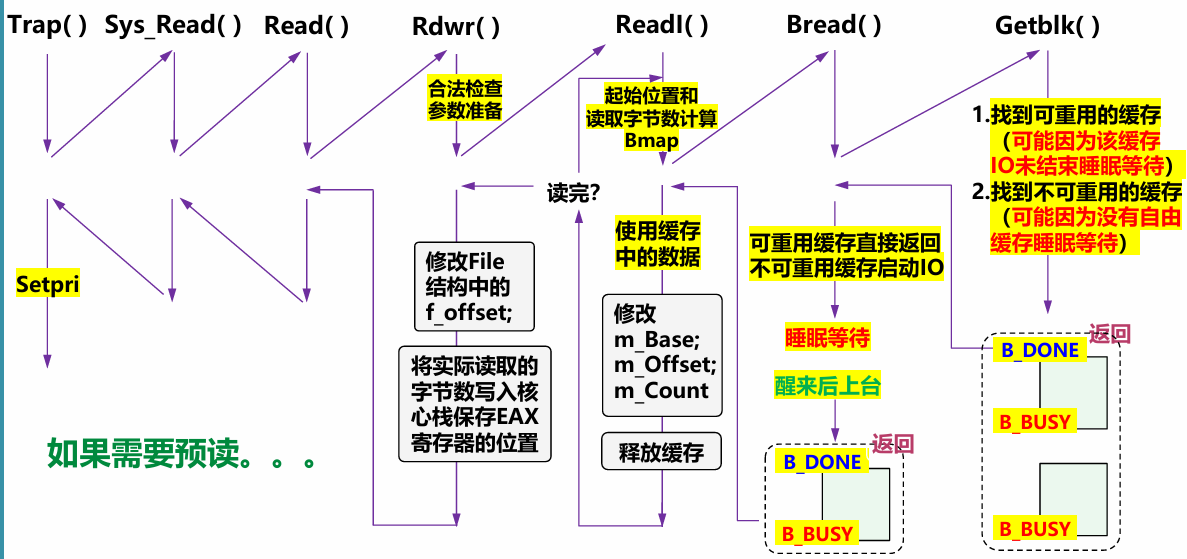 Trap( )
Sys_Read( )
Read( )
Rdwr( )
ReadI( )
Bread( )
Getblk( )
合法检查
参数准备
起始位置和
读取字节数计算
Bmap
1.找到可重用的缓存
（可能因为该缓存
IO未结束睡眠等待）
2.找到不可重用的缓存
（可能因为没有自由
缓存睡眠等待）
读完?
Setpri
修改File
结构中的
f_offset;
将实际读取的
字节数写入核
心栈保存EAX
寄存器的位置
使用缓存
中的数据
修改
m_Base;
m_Offset;
m_Count
释放缓存
可重用缓存直接返回
不可重用缓存启动IO
睡眠等待
醒来后上台
返回
B_DONE
B_BUSY
返回
B_DONE
B_BUSY
B_BUSY
如果需要预读。。。